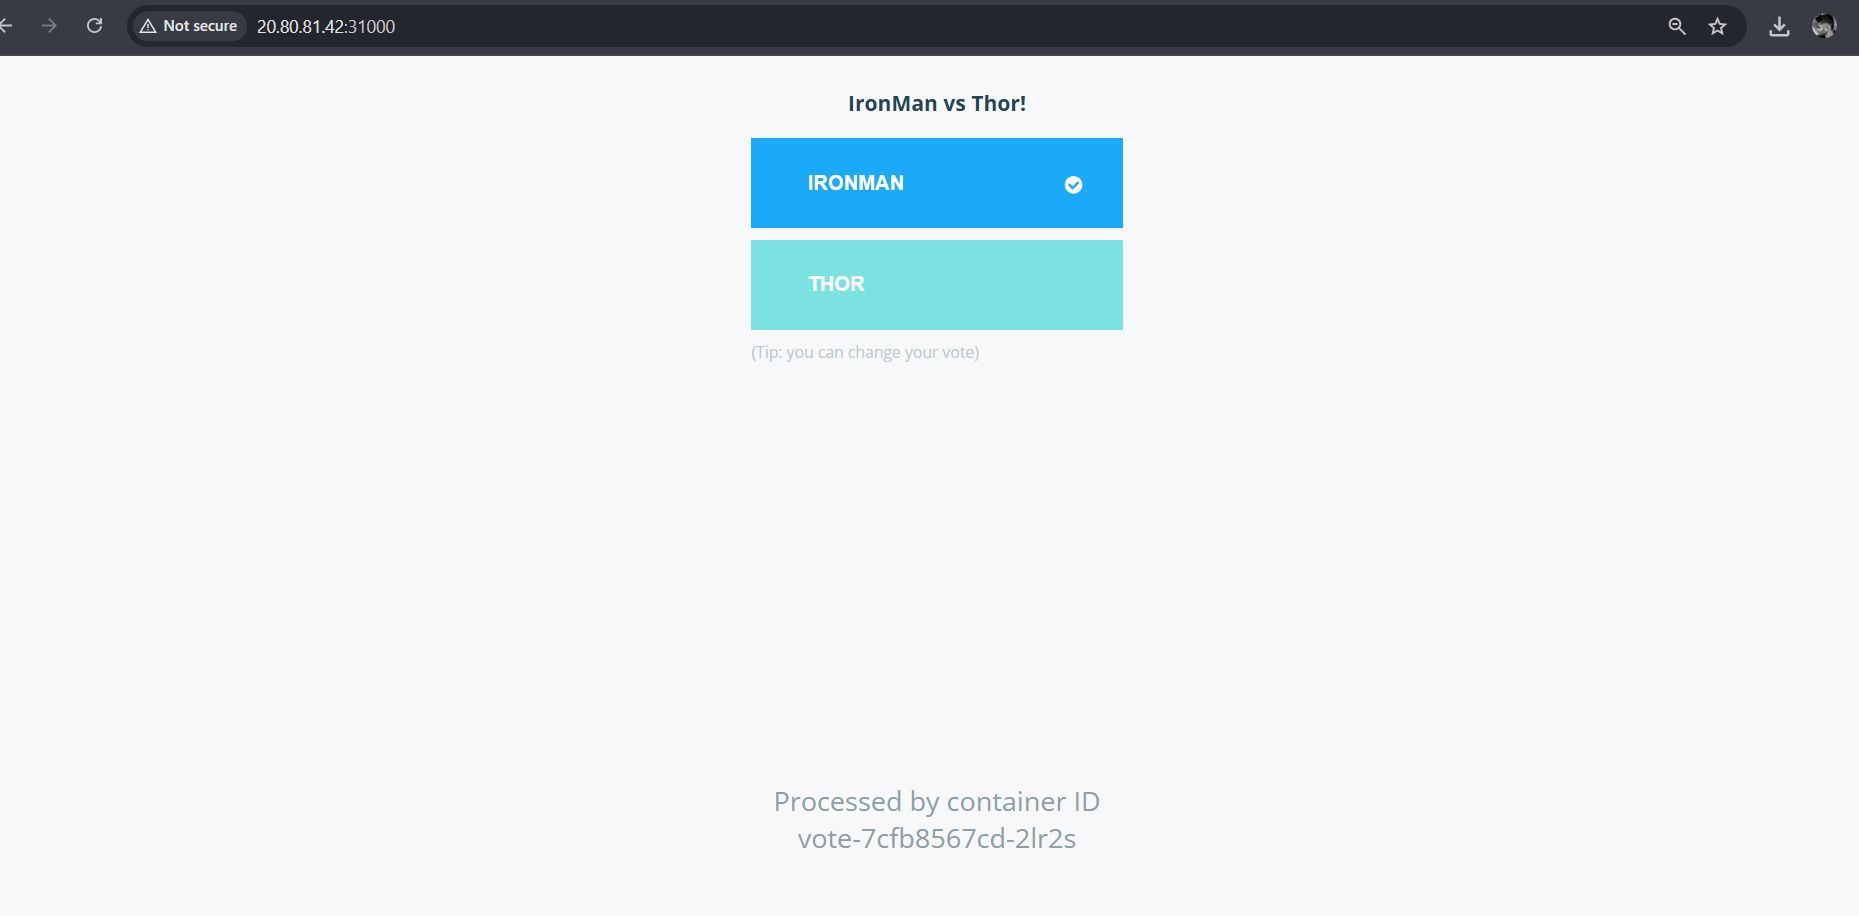 Not secure 20.80.81.42:31000
IronMan vs Thor!
IRONMAN
THOR
(Tip: you can change your vote)
Processed by container ID
vote-7cfb8567cd-2lr2s